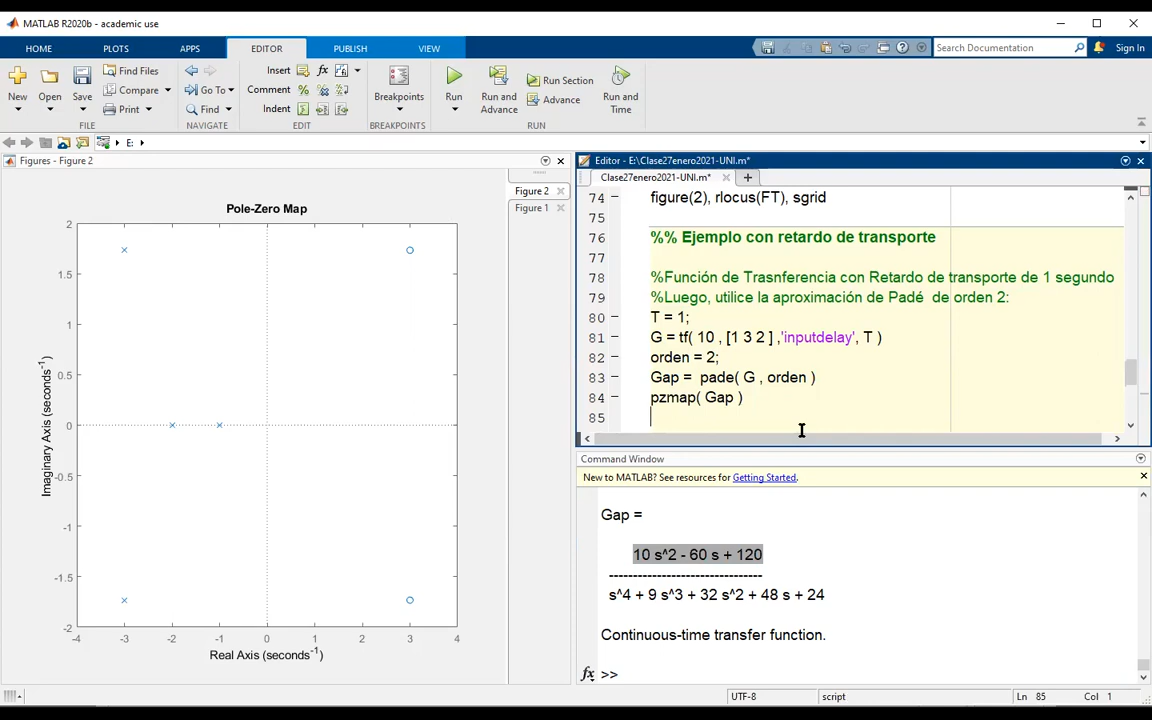 MATLAB R2020b - academic use
HOME PLOTS APPS EDITOR PUBLISH VIEW
Search Documentation
Sign In
New
Open
Save
Find Files
Compare
Print
FILE
Go To
Find
NAVIGATE
Insert
fx
Comment
%
Indent
EDIT
Breakpoints
BREAKPOINTS
Run
Run and Advance
Run Section
Advance
Run and Time
RUN
E:
Figures - Figure 2
Figure 2
Figure 1
Pole-Zero Map
2
1.5
1
0.5
0
-0.5
-1
-1.5
-2
-4 -3 -2 -1 0 1 2 3 4
Imaginary Axis (seconds-1)
Real Axis (seconds-1)
Editor - E:\Clase27enero2021-UNI.m*
Clase27enero2021-UNI.m*
74 figure(2), rlocus(FT), sgrid
75
76 %% Ejemplo con retardo de transporte
77
78 %Función de Trasnferencia con Retardo de transporte de 1 segundo
79 %Luego, utilice la aproximación de Padé de orden 2:
80 T = 1;
81 G = tf( 10 , [1 3 2 ] ,'inputdelay', T )
82 orden = 2;
83 Gap = pade( G , orden )
84 pzmap( Gap )
85
Command Window
New to MATLAB? See resources for Getting Started.
Gap =
10 s^2 - 60 s + 120
---------------------------------
s^4 + 9 s^3 + 32 s^2 + 48 s + 24
Continuous-time transfer function.
fx >>
UTF-8 script Ln 85 Col 1